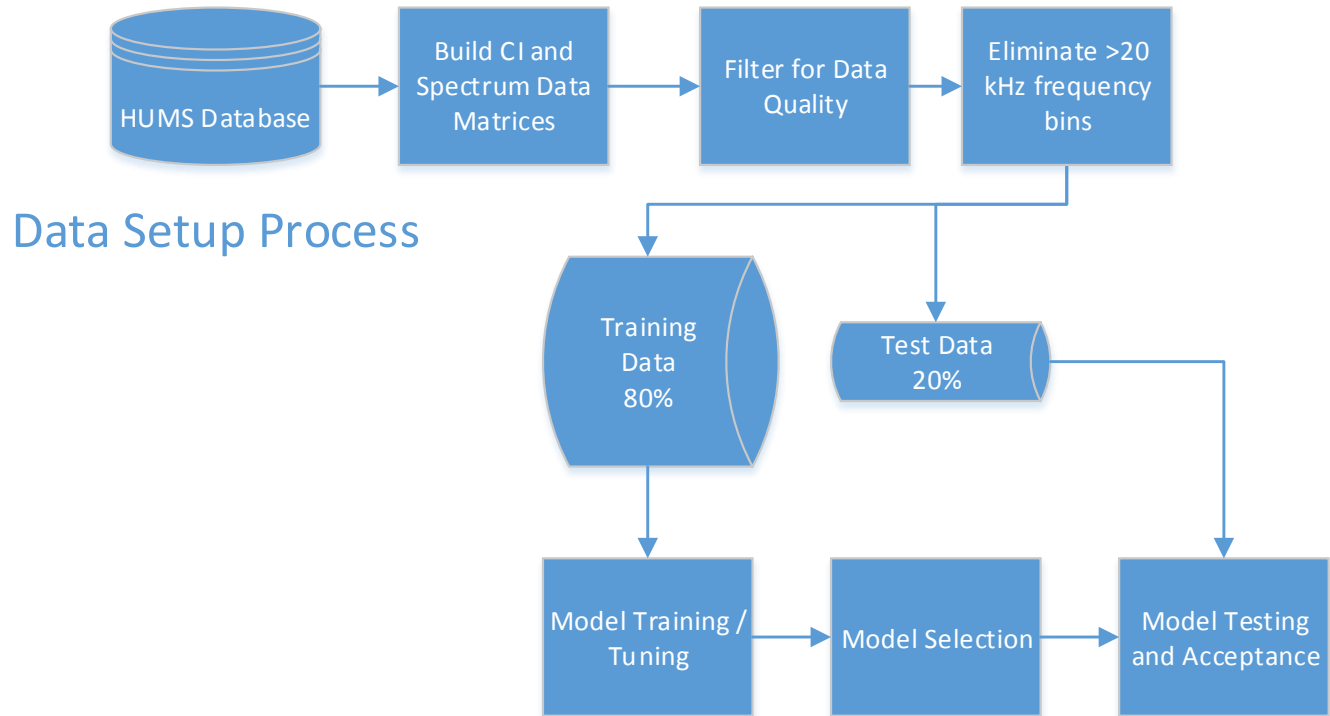 HUMS Database
Build CI and
Spectrum Data
Matrices
Filter for Data
Quality
Eliminate >20
kHz frequency
bins
Data Setup Process
Training
Data
80%
Test Data
20%
Model Training /
Tuning
Model Selection
Model Testing
and Acceptance